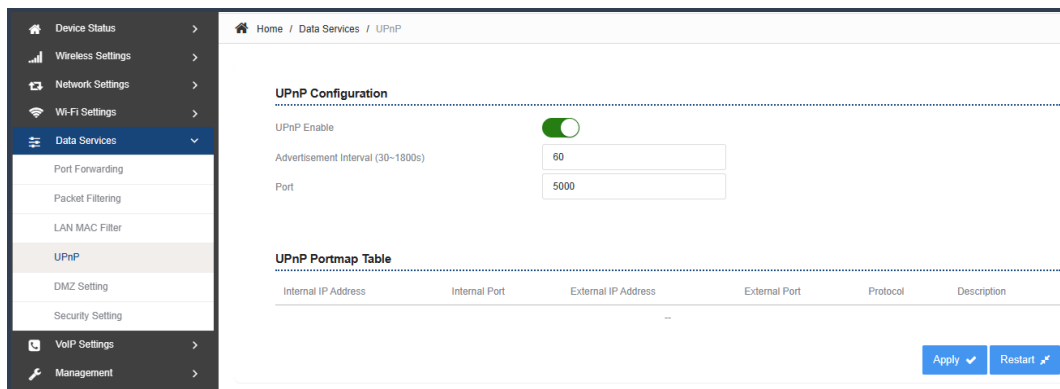 Device Status
Wireless Settings
Network Settings
Wi-Fi Settings
Data Services
Port Forwarding
Packet Filtering
LAN MAC Filter
UPnP
DMZ Setting
Security Setting
VoIP Settings
Management
Home / Data Services / UPnP
UPnP Configuration
UPnP Enable
Advertisement Interval (30~1800s) 60
Port 5000
UPnP Portmap Table
Internal IP Address Internal Port External IP Address External Port Protocol Description
--
Apply Restart